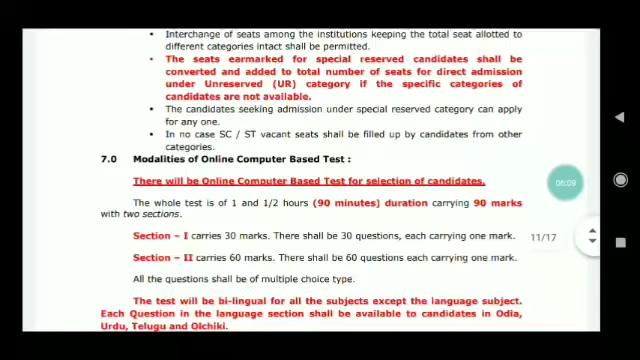 Interchange of seats among the institutions keeping the total seat allotted to
different categories intact shall be permitted.
The seats earmarked for special reserved candidates shall be
converted and added to total number of seats for direct admission
under Unreserved (UR) category if the specific categories of
candidates are not available.
The candidates seeking admission under special reserved category can apply
for any one.
In no case SC / ST vacant seats shall be filled up by candidates from other
categories.
7.0 Modalities of Online Computer Based Test :
There will be Online Computer Based Test for selection of candidates.
The whole test is of 1 and 1/2 hours (90 minutes) duration carrying 90 marks
with two sections.
Section – I carries 30 marks. There shall be 30 questions, each carrying one mark.
Section – II carries 60 marks. There shall be 60 questions each carrying one mark.
All the questions shall be of multiple choice type.
The test will be bi-lingual for all the subjects except the language subject.
Each Question in the language section shall be available to candidates in Odia,
Urdu, Telugu and Olchiki.
06:09
11/17